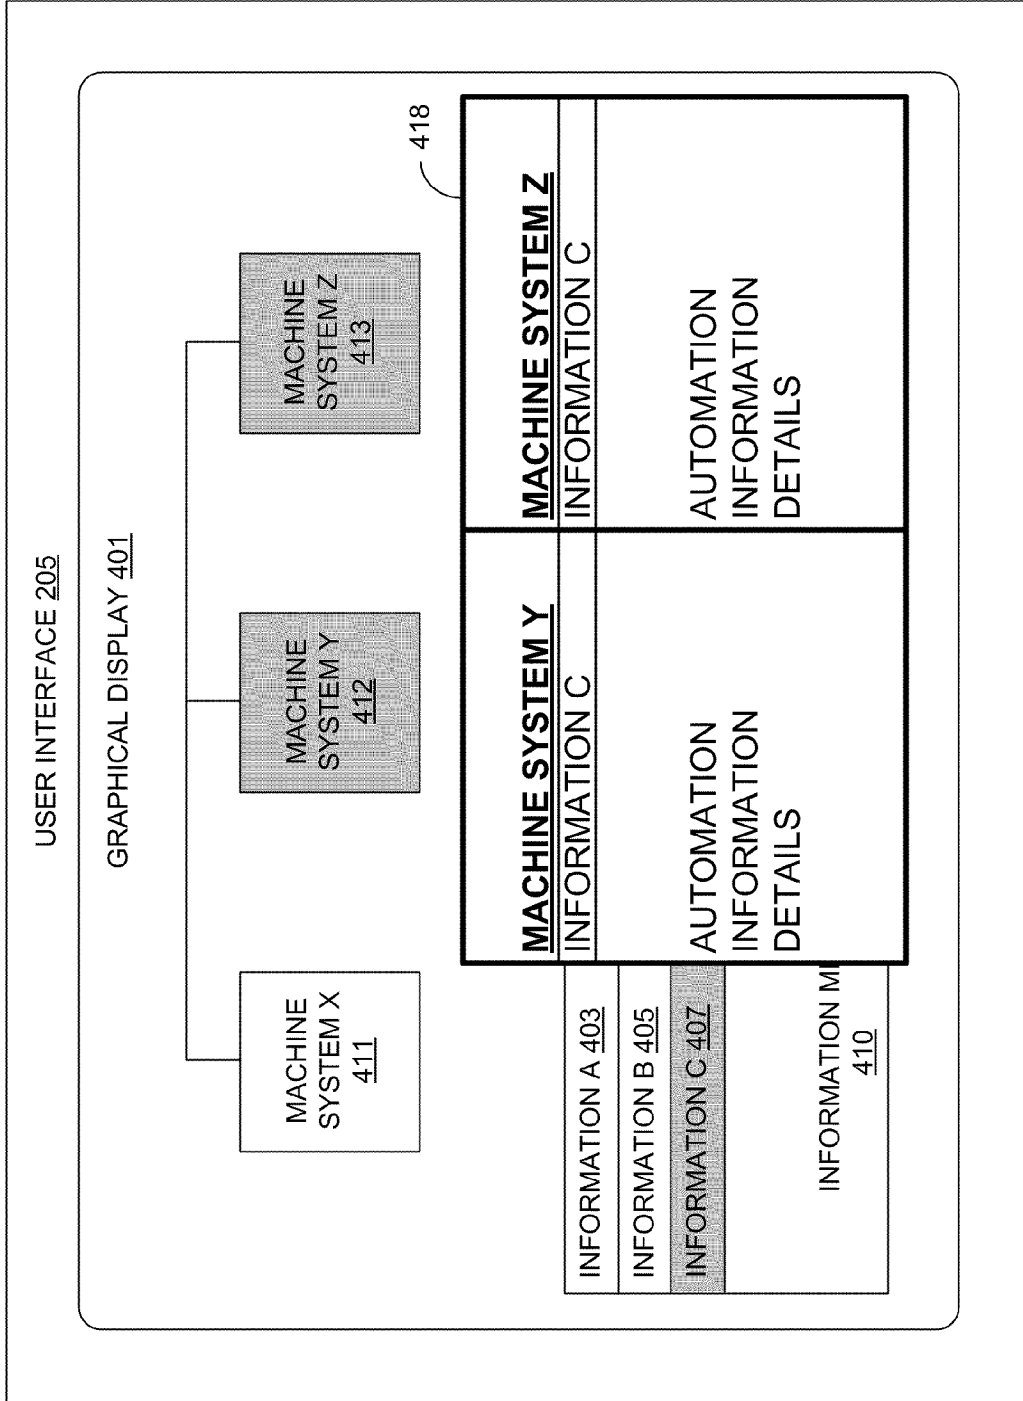 USER INTERFACE 205
GRAPHICAL DISPLAY 401
MACHINE
SYSTEM X
411
MACHINE
SYSTEM Y
412
MACHINE
SYSTEM Z
413
418
INFORMATION A 403
INFORMATION B 405
INFORMATION C 407
INFORMATION
410
MACHINE SYSTEM Y
INFORMATION C
AUTOMATION
INFORMATION
DETAILS
MACHINE SYSTEM Z
INFORMATION C
AUTOMATION
INFORMATION
DETAILS